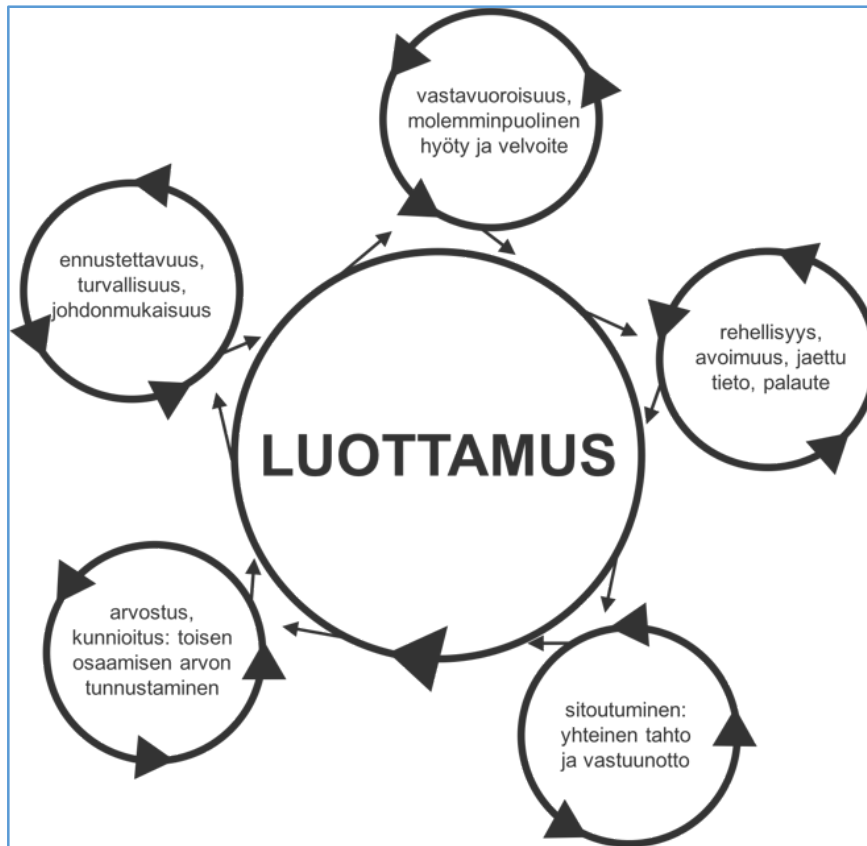 vastavuoroisuus,
molemminpuolinen
hyöty ja velvoite
ennustettavuus,
turvallisuus,
johdonmukaisuus
rehellisyys,
avoimuus, jaettu
tieto, palaute
LUOTTAMUS
arvostus,
kunnioitus: toisen
osaamisen arvon
tunnustaminen
sitoutuminen:
yhteinen tahto
ja vastuunotto